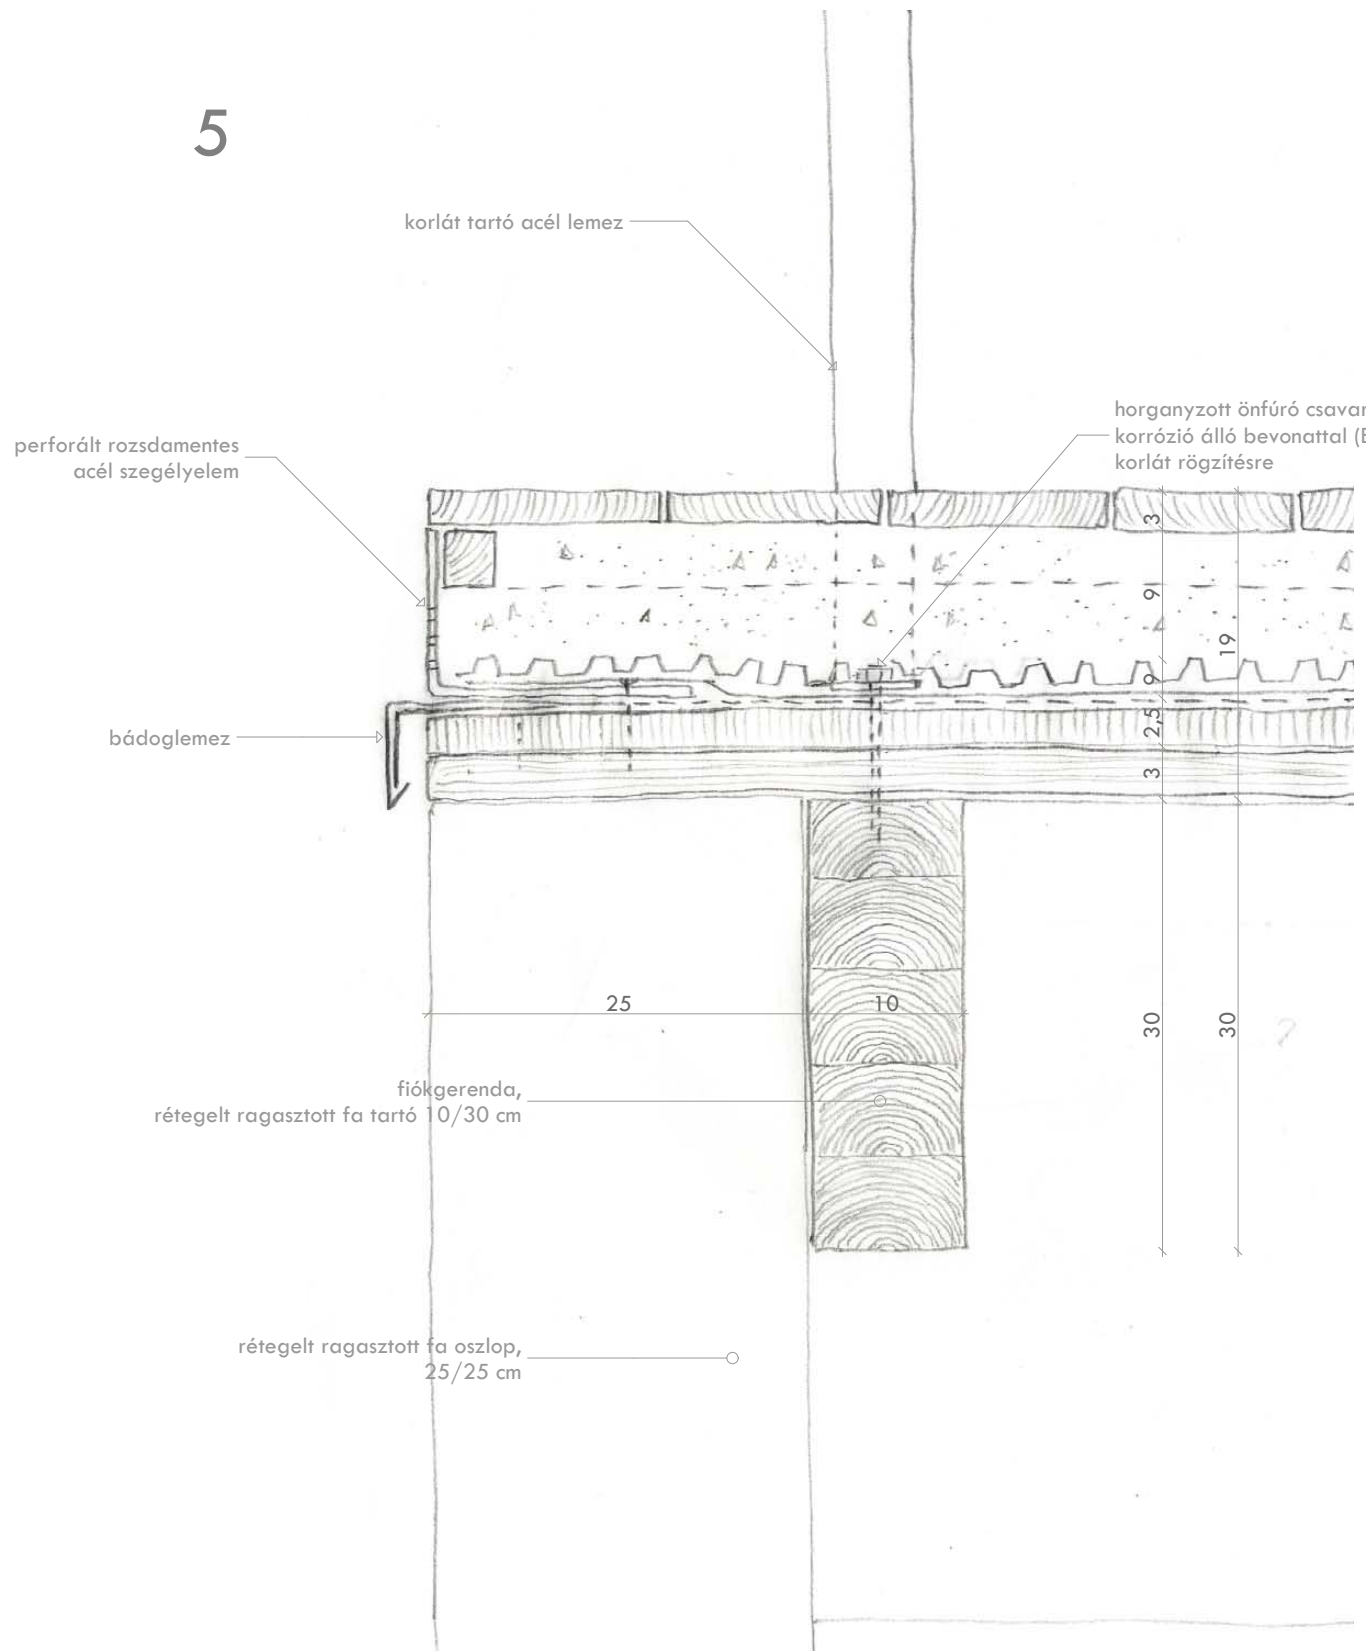 5
korlát tartó acél lemez
horganyzott önfúró csavar
korrózió álló bevonattal (E
korlát rögzítésre
perforált rozsdamentes
acél szegélyelem
3
9
19
2
2,5
3
bádoglemez
25
10
30
30
fiókgerenda,
rétegelt ragasztott fa tartó 10/30 cm
rétegelt ragasztott fa oszlop,
25/25 cm